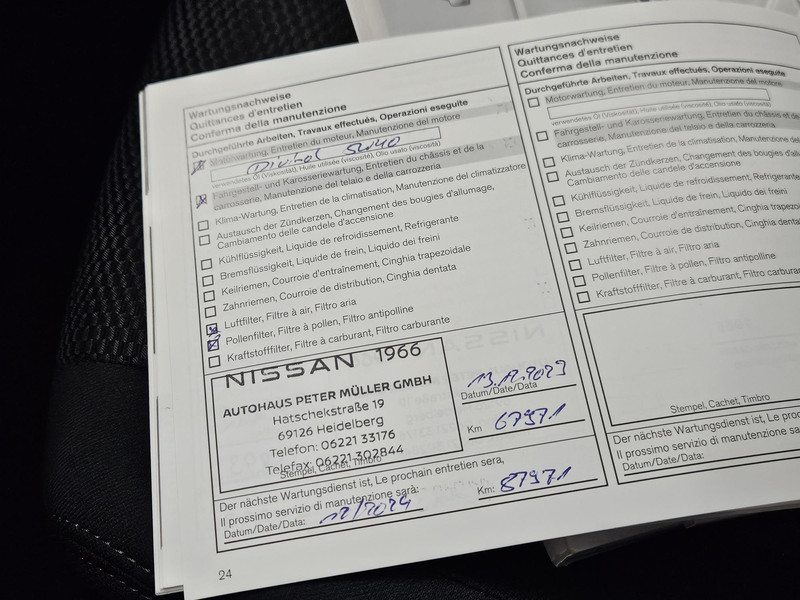 Wartungsnachweise
Quittances d'entretien
Conferma della manutenzione
Durchgeführte Arbeiten, Travaux effectués, Operazioni eseguite
Motorwartung, Entretien du moteur, Manutenzione del motore
5W40
verwendetes Öl (Viskosität), Huile utilisée (viscosité), Olio usato (viscosità)
Fahrgestell- und Karosseriewartung, Entretien du châssis et de la
carrosserie, Manutenzione del telaio e della carrozzeria
Klima-Wartung, Entretien de la climatisation, Manutenzione del climatizzatore
Austausch der Zündkerzen, Changement des bougies d'allumage,
Cambiamento delle candele d'accensione
Kühlflüssigkeit, Liquide de refroidissement, Refrigerante
Bremsflüssigkeit, Liquide de frein, Liquido dei freni
Keilriemen, Courroie d'entraînement, Cinghia trapezoidale
Zahnriemen, Courroie de distribution, Cinghia dentata
Luftfilter, Filtre à air, Filtro aria
Pollenfilter, Filtre à pollen, Filtro antipolline
Kraftstofffilter, Filtre à carburant, Filtro carburante
NISSAN 1966
AUTOHAUS PETER MÜLLER GMBH
Hatschekstraße 19
69126 Heidelberg
Telefon: 06221 33176
Telefax: 06221 302844
Stempel, Cachet, Timbro
13.12.2023
Datum/Date/Data
Km 67971
Der nächste Wartungsdienst ist, Le prochain entretien sera,
Il prossimo servizio di manutenzione sarà:
Datum/Date/Data: 12/2024
Km: 87971
24
Wartungsnachweise
Quittances d'entretien
Conferma della manutenzione
Durchgeführte Arbeiten, Travaux effectués, Operazioni eseguite
Motorwartung, Entretien du moteur, Manutenzione del motore
verwendetes Öl (Viskosität), Huile utilisée (viscosité), Olio usato (viscosità)
Fahrgestell- und Karosseriewartung, Entretien du châssis et de
carrosserie, Manutenzione del telaio e della carrozzeria
Klima-Wartung, Entretien de la climatisation, Manutenzione del
Austausch der Zündkerzen, Changement des bougies d'all
Cambiamento delle candele d'accensione
Kühlflüssigkeit, Liquide de refroidissement, Refrigerante
Bremsflüssigkeit, Liquide de frein, Liquido dei freni
Keilriemen, Courroie d'entraînement, Cinghia trapez
Zahnriemen, Courroie de distribution, Cinghia denta
Luftfilter, Filtre à air, Filtro aria
Pollenfilter, Filtre à pollen, Filtro antipolline
Kraftstofffilter, Filtre à carburant, Filtro carburan
Stempel, Cachet, Timbro
Der nächste Wartungsdienst ist, Le proc
Il prossimo servizio di manutenzione sa
Datum/Date/Data: